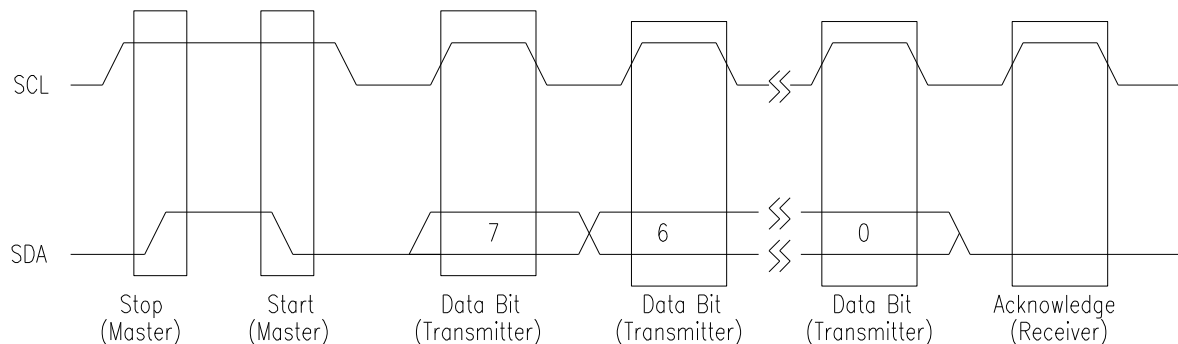 SCL
SDA
7
6
0
Stop
(Master)
Start
(Master)
Data Bit
(Transmitter)
Data Bit
(Transmitter)
Data Bit
(Transmitter)
Acknowledge
(Receiver)